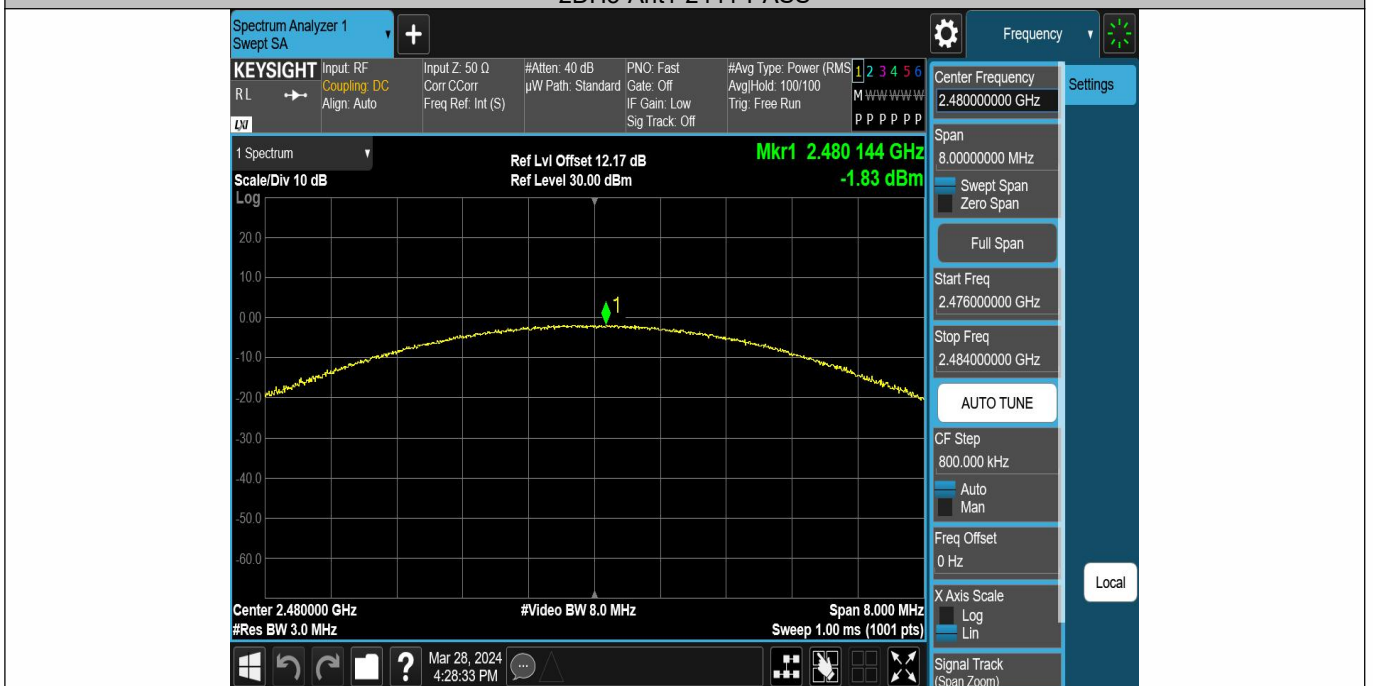 Spectrum Analyzer 1
Swept SA
+
Frequency
KEYSIGHT Input: RF Input Z: 50 Ω #Atten: 40 dB PNO: Fast #Avg Type: Power (RMS 1 2 3 4 5 6
RL Coupling: DC Corr CCorr µW Path: Standard Gate: Off Avg|Hold: 100/100 M W W W W W
Align: Auto Freq Ref: Int (S) IF Gain: Low Trig: Free Run
LXI Sig Track: Off P P P P P P
1 Spectrum
Ref Lvl Offset 12.17 dB
Mkr1 2.480 144 GHz
Scale/Div 10 dB
Ref Level 30.00 dBm
-1.83 dBm
Log
20.0
10.0
0.00
-10.0
-20.0
-30.0
-40.0
-50.0
-60.0
1
Center 2.480000 GHz
#Video BW 8.0 MHz
Span 8.000 MHz
#Res BW 3.0 MHz
Sweep 1.00 ms (1001 pts)
?
Mar 28, 2024
4:28:33 PM
Center Frequency
2.480000000 GHz
Settings
Span
8.00000000 MHz
Swept Span
Zero Span
Full Span
Start Freq
2.476000000 GHz
Stop Freq
2.484000000 GHz
AUTO TUNE
CF Step
800.000 kHz
Auto
Man
Freq Offset
0 Hz
X Axis Scale
Log
Lin
Local
Signal Track
(Span Zoom)